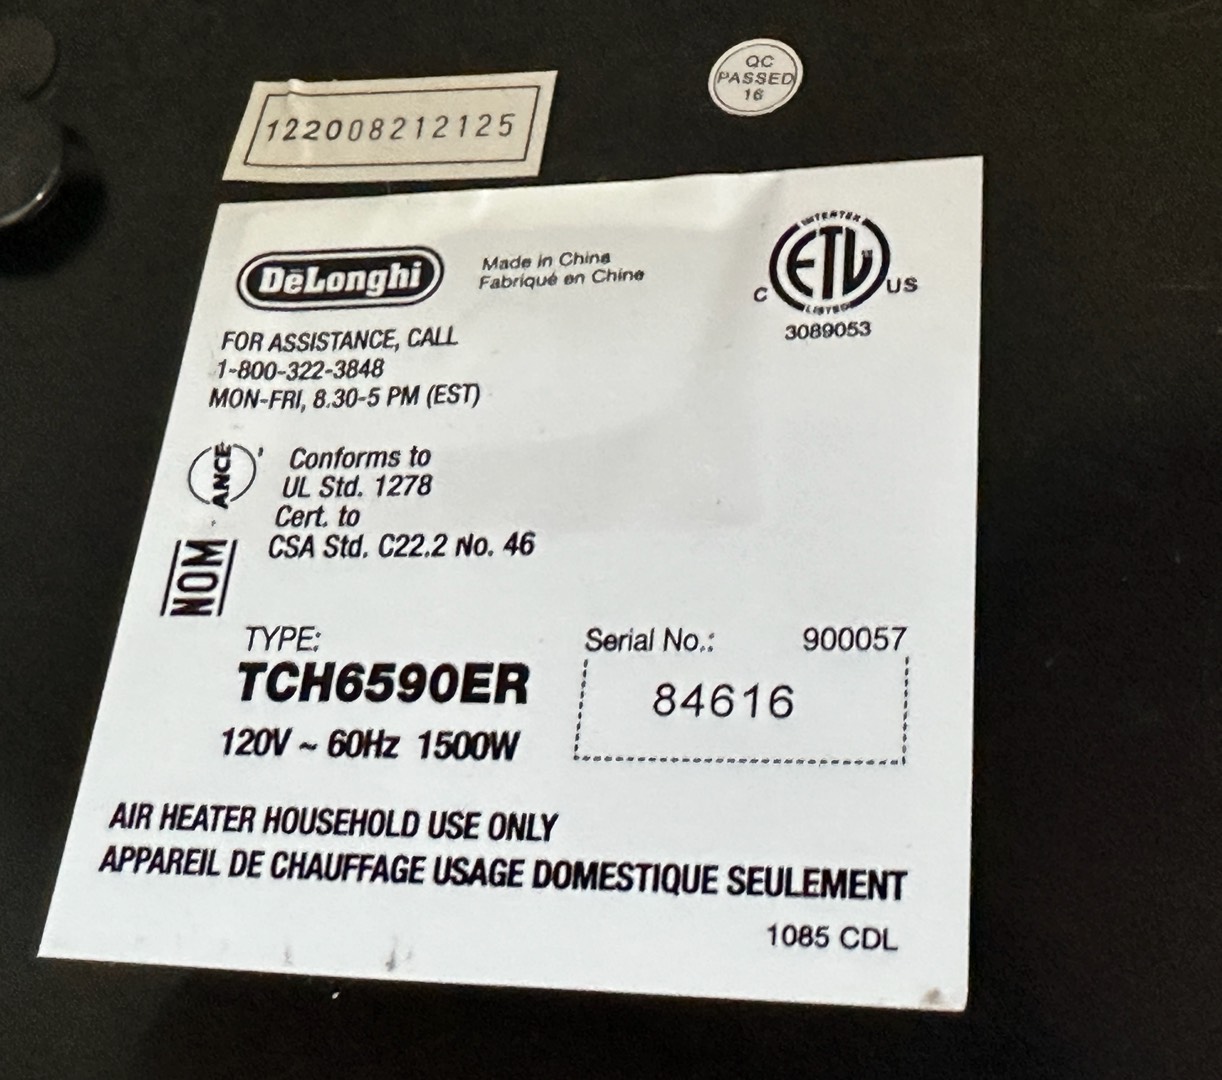 122008212125
QC
PASSED
16
DeLonghi
Made in China
Fabriqué en Chine
INTERTEK
ETL
LISTED
C
US
3089053
FOR ASSISTANCE, CALL
1-800-322-3848
MON-FRI, 8.30-5 PM (EST)
ANCE
Conforms to
UL Std. 1278
Cert. to
CSA Std. C22.2 No. 46
NOM
TYPE:
TCH6590ER
120V ~ 60Hz 1500W
Serial No.: 900057
84616
AIR HEATER HOUSEHOLD USE ONLY
APPAREIL DE CHAUFFAGE USAGE DOMESTIQUE SEULEMENT
1085 CDL